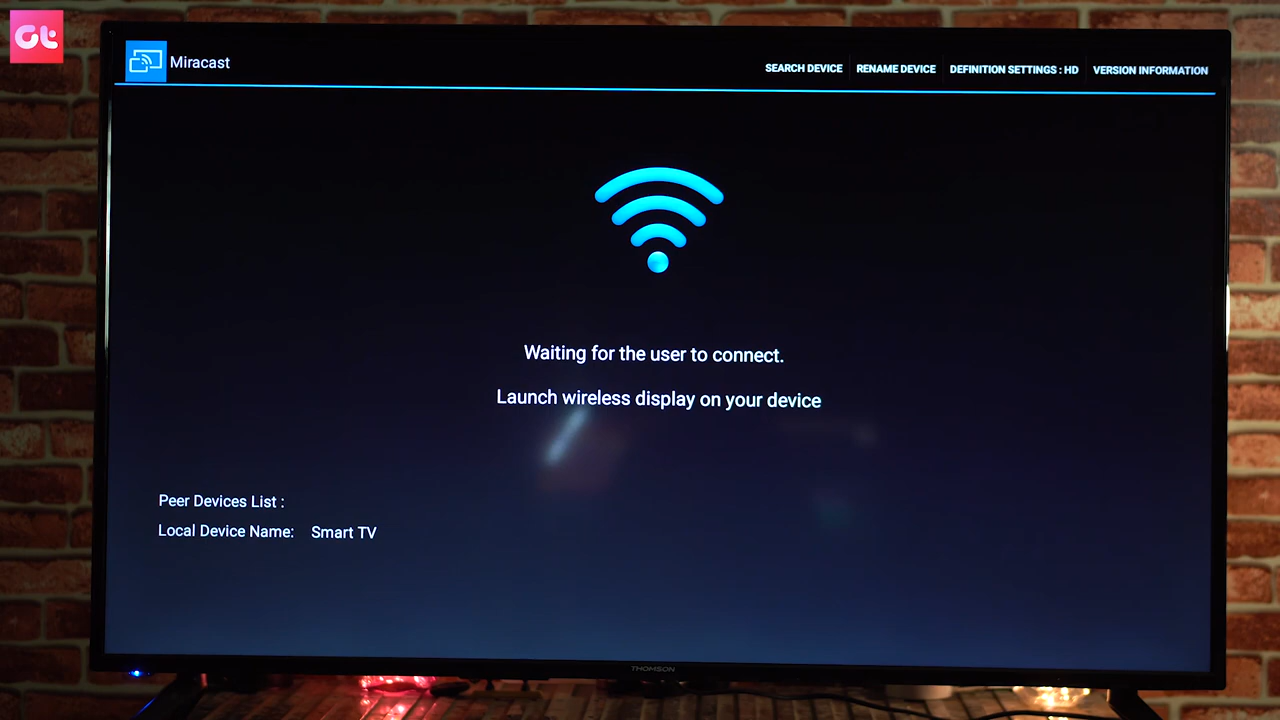 Gt
Miracast
SEARCH DEVICE
RENAME DEVICE
DEFINITION SETTINGS : HD
VERSION INFORMATION
Waiting for the user to connect.
Launch wireless display on your device
Peer Devices List :
Local Device Name: Smart TV
THOMSON